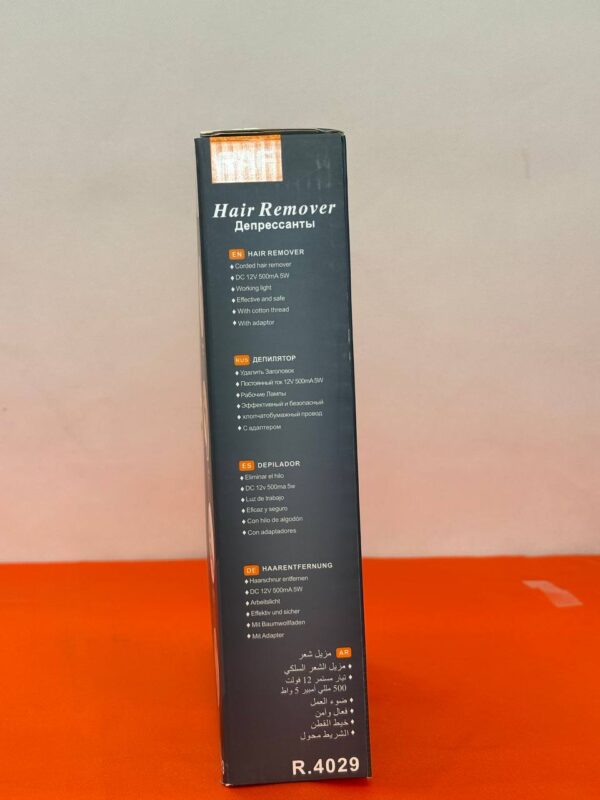 RAF
Hair Remover
Депрессанты
EN HAIR REMOVER
♦ Corded hair remover
♦ DC 12V 500mA 5W
♦ Working light
♦ Effective and safe
♦ With cotton thread
♦ With adaptor
RUS ДЕПИЛЯТОР
♦ Удалить Заголовок
♦ Постоянный ток 12V 500mA 5W
♦ Рабочие Лампы
♦ Эффективный и безопасный
♦ хлопчатобумажный провод
♦ С адаптером
ES DEPILADOR
♦ Eliminar el hilo
♦ DC 12v 500ma 5w
♦ Luz de trabajo
♦ Eficaz y seguro
♦ Con hilo de algodón
♦ Con adaptadores
DE HAARENTFERNUNG
♦ Haarschnur entfernen
♦ DC 12V 500mA 5W
♦ Arbeitslicht
♦ Effektiv und sicher
♦ Mit Baumwollfaden
♦ Mit Adapter
AR مزيل شعر
♦ مزيل الشعر السلكي
♦ تيار مستمر 12 فولت
500 مللي أمبير 5 واط
♦ ضوء العمل
♦ فعال وآمن
♦ خيط القطن
♦ الشريط محول
R.4029